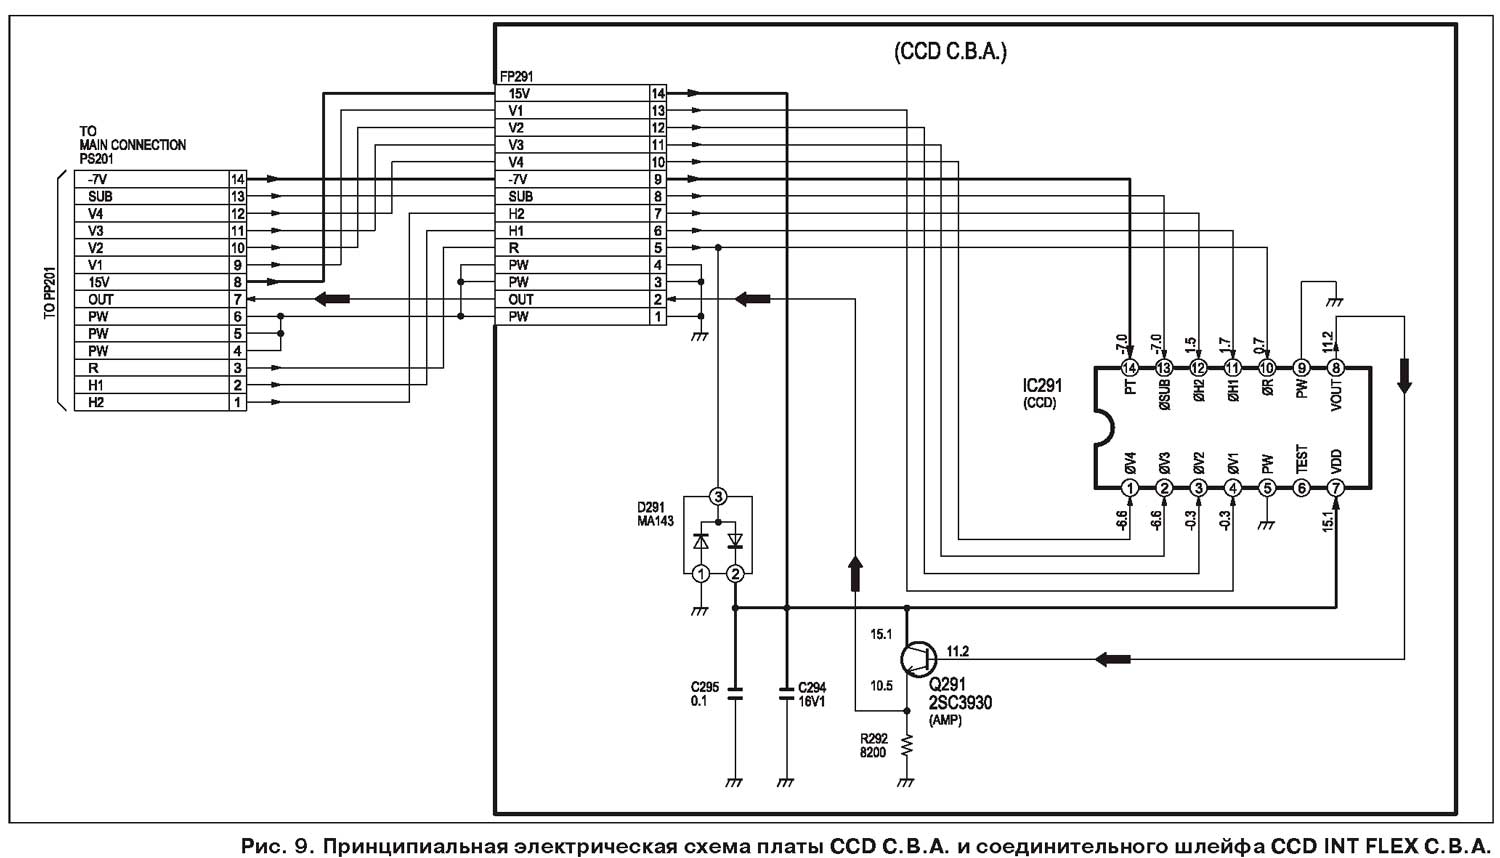 (CCD C.B.A.)
FP291
15V 14
V1 13
V2 12
V3 11
V4 10
-7V 9
SUB 8
H2 7
H1 6
R 5
PW 4
PW 3
OUT 2
PW 1
TO
MAIN CONNECTION
PS201
-7V 14
SUB 13
V4 12
V3 11
V2 10
V1 9
15V 8
OUT 7
PW 6
PW 5
PW 4
R 3
H1 2
H2 1
TO PP201
IC291
(CCD)
-7.0 -7.0 1.5 1.7 0.7 11.2
14 13 12 11 10 9 8
PT ØSUB ØH2 ØH1 ØR PW VOUT
ØV4 ØV3 ØV2 ØV1 PW TEST VDD
1 2 3 4 5 6 7
-6.6 -6.6 -0.3 -0.3 15.1
D291
MA143
3
1 2
15.1
11.2
10.5
Q291
2SC3930
(AMP)
C295
0.1
C294
16V1
R292
8200
Рис. 9. Принципиальная электрическая схема платы CCD C.B.A. и соединительного шлейфа CCD INT FLEX C.B.A.